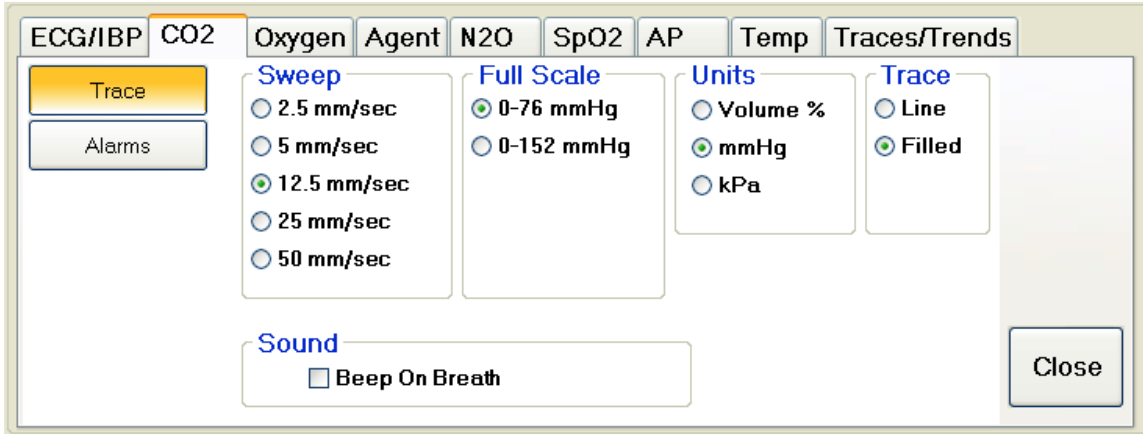 ECG/IBP CO2 Oxygen Agent N2O SpO2 AP Temp Traces/Trends
Trace
Alarms
Sweep
2.5 mm/sec
5 mm/sec
12.5 mm/sec
25 mm/sec
50 mm/sec
Full Scale
0-76 mmHg
0-152 mmHg
Units
Volume %
mmHg
kPa
Trace
Line
Filled
Sound
Beep On Breath
Close